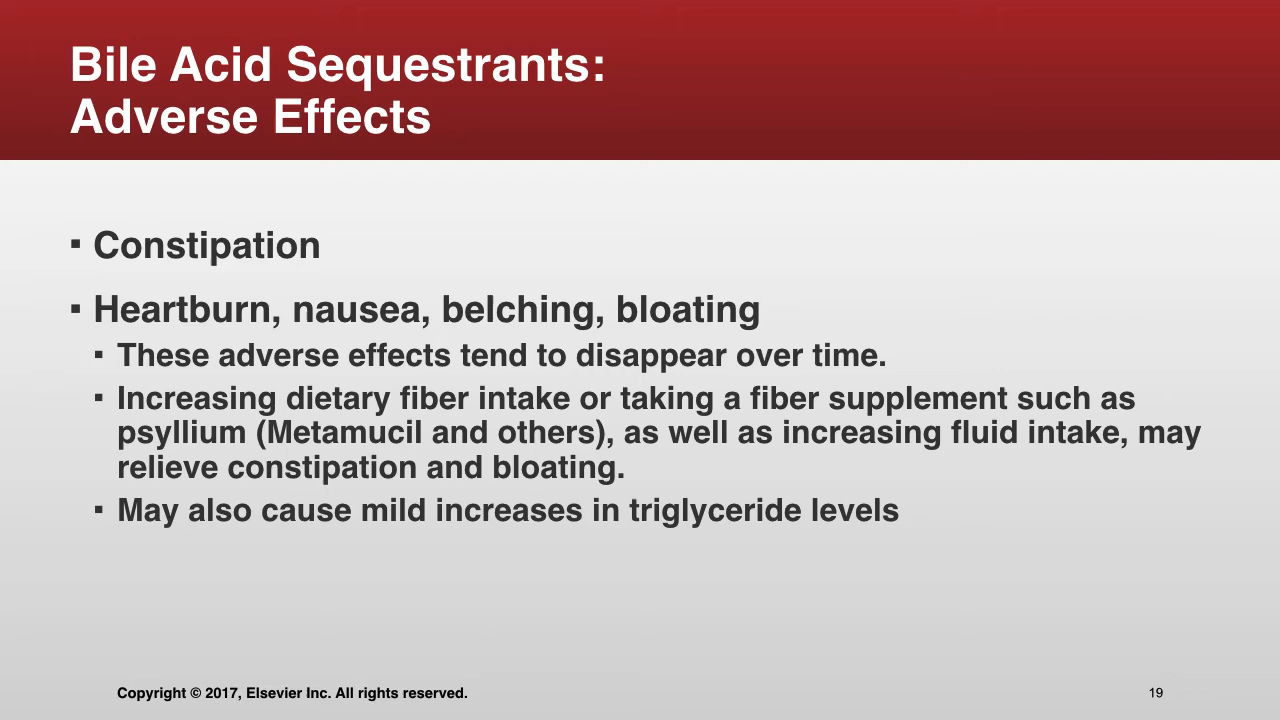 Bile Acid Sequestrants:
Adverse Effects
▪ Constipation
▪ Heartburn, nausea, belching, bloating
▪ These adverse effects tend to disappear over time.
▪ Increasing dietary fiber intake or taking a fiber supplement such as
psyllium (Metamucil and others), as well as increasing fluid intake, may
relieve constipation and bloating.
▪ May also cause mild increases in triglyceride levels
Copyright © 2017, Elsevier Inc. All rights reserved.
19